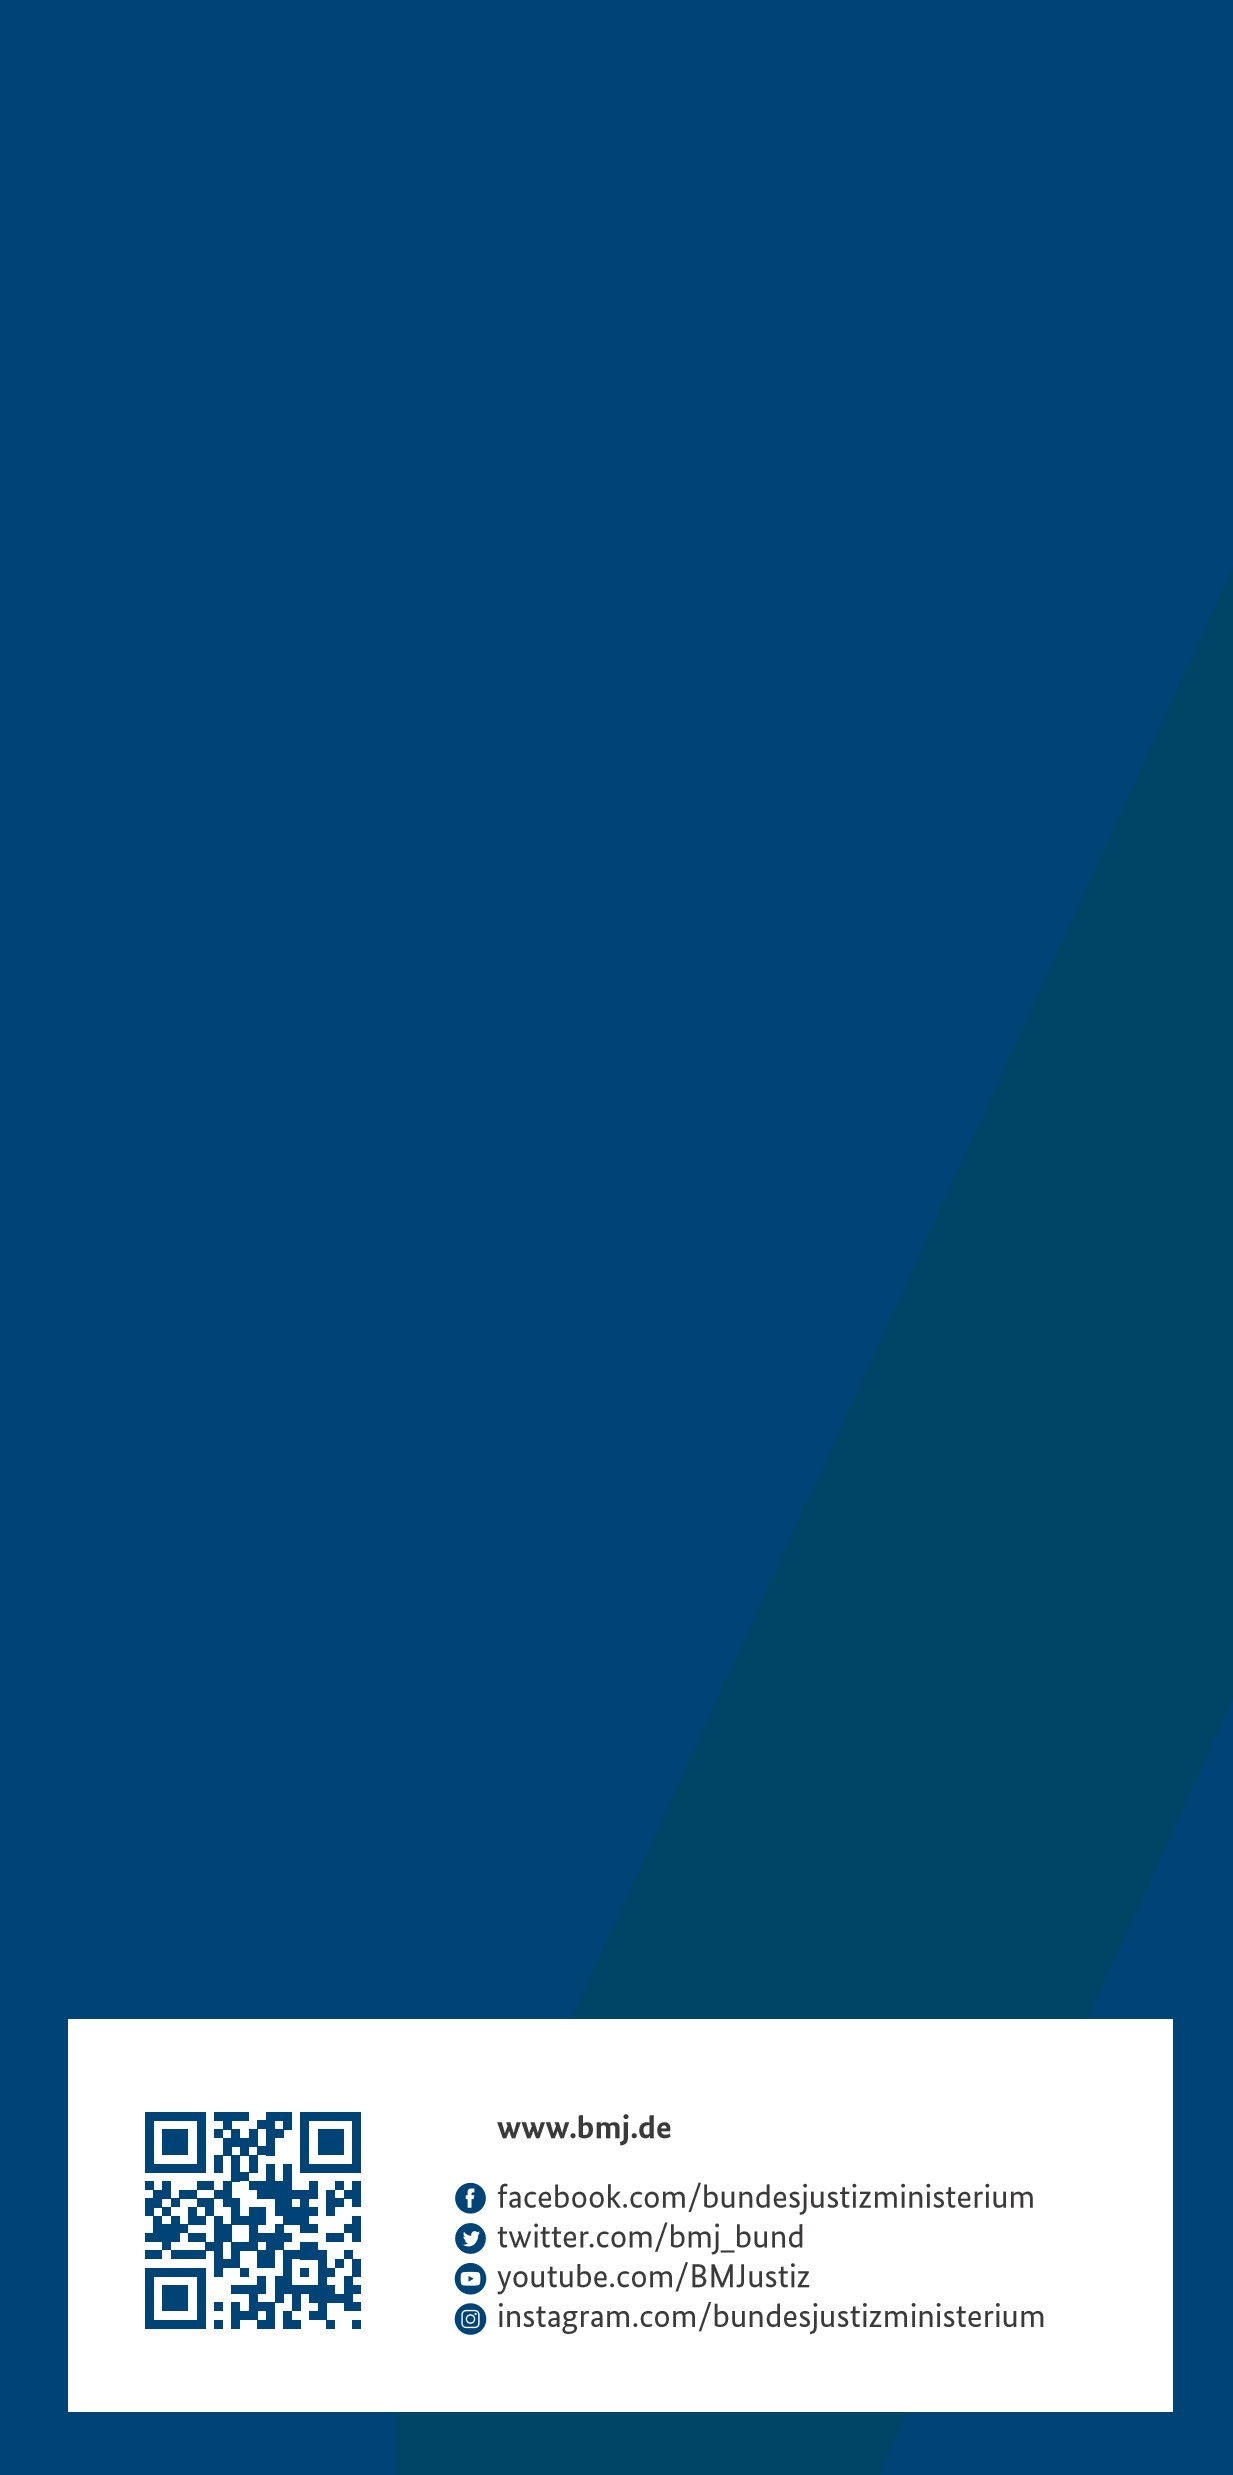 www.bmj.de
facebook.com/bundesjustizministerium
twitter.com/bmj_bund
youtube.com/BMJustiz
instagram.com/bundesjustizministerium